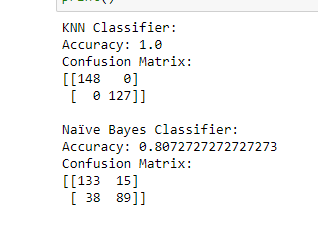 print()
KNN Classifier:
Accuracy: 1.0
Confusion Matrix:
[[148   0]
 [  0 127]]
Naïve Bayes Classifier:
Accuracy: 0.8072727272727273
Confusion Matrix:
[[133  15]
 [ 38  89]]